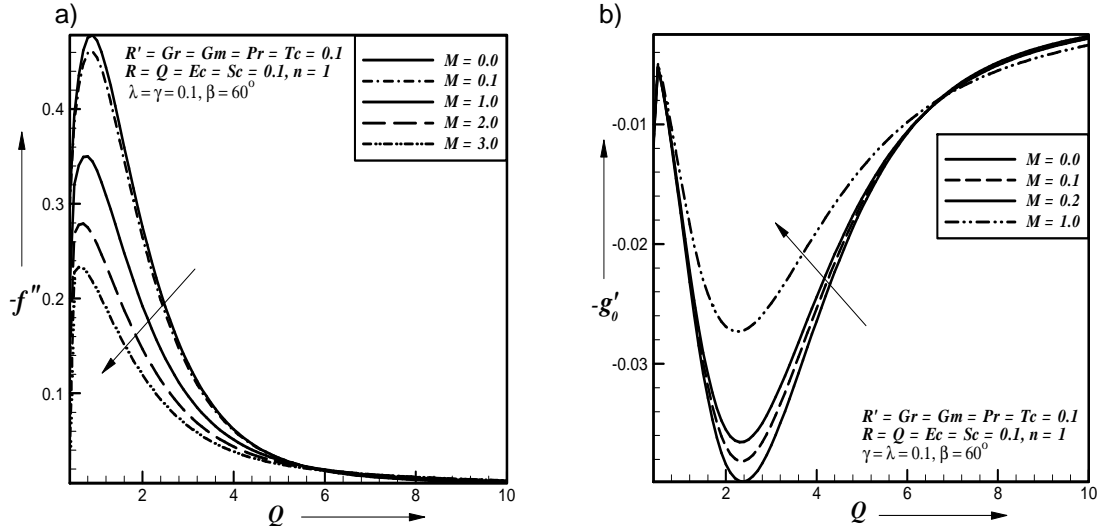 a)
R' = Gr = Gm = Pr = Tc = 0.1
R = Q = Ec = Sc = 0.1, n = 1
λ = γ = 0.1, β = 60°
M = 0.0
M = 0.1
M = 1.0
M = 2.0
M = 3.0
0.4
0.3
0.2
0.1
-f''
2
4
6
8
10
Q
b)
-0.01
-0.02
-0.03
-g'₀
M = 0.0
M = 0.1
M = 0.2
M = 1.0
R' = Gr = Gm = Pr = Tc = 0.1
R = Q = Ec = Sc = 0.1, n = 1
γ = λ = 0.1, β = 60°
2
4
6
8
10
Q